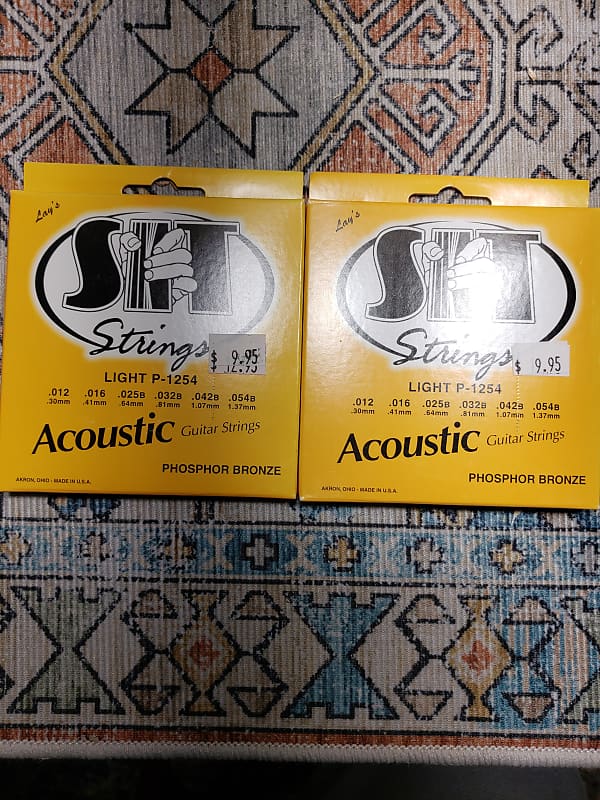 Lay's
SIT
Strings
$ 9.95
LIGHT P-1254
.012 .016 .025B .032B .042B .054B
.30mm .41mm .64mm .81mm 1.07mm 1.37mm
Acoustic Guitar Strings
PHOSPHOR BRONZE
AKRON, OHIO - MADE IN U.S.A.
Lay's
SIT
Strings
$ 9.95
LIGHT P-1254
.012 .016 .025B .032B .042B .054B
.30mm .41mm .64mm .81mm 1.07mm 1.37mm
Acoustic Guitar Strings
PHOSPHOR BRONZE
AKRON, OHIO - MADE IN U.S.A.